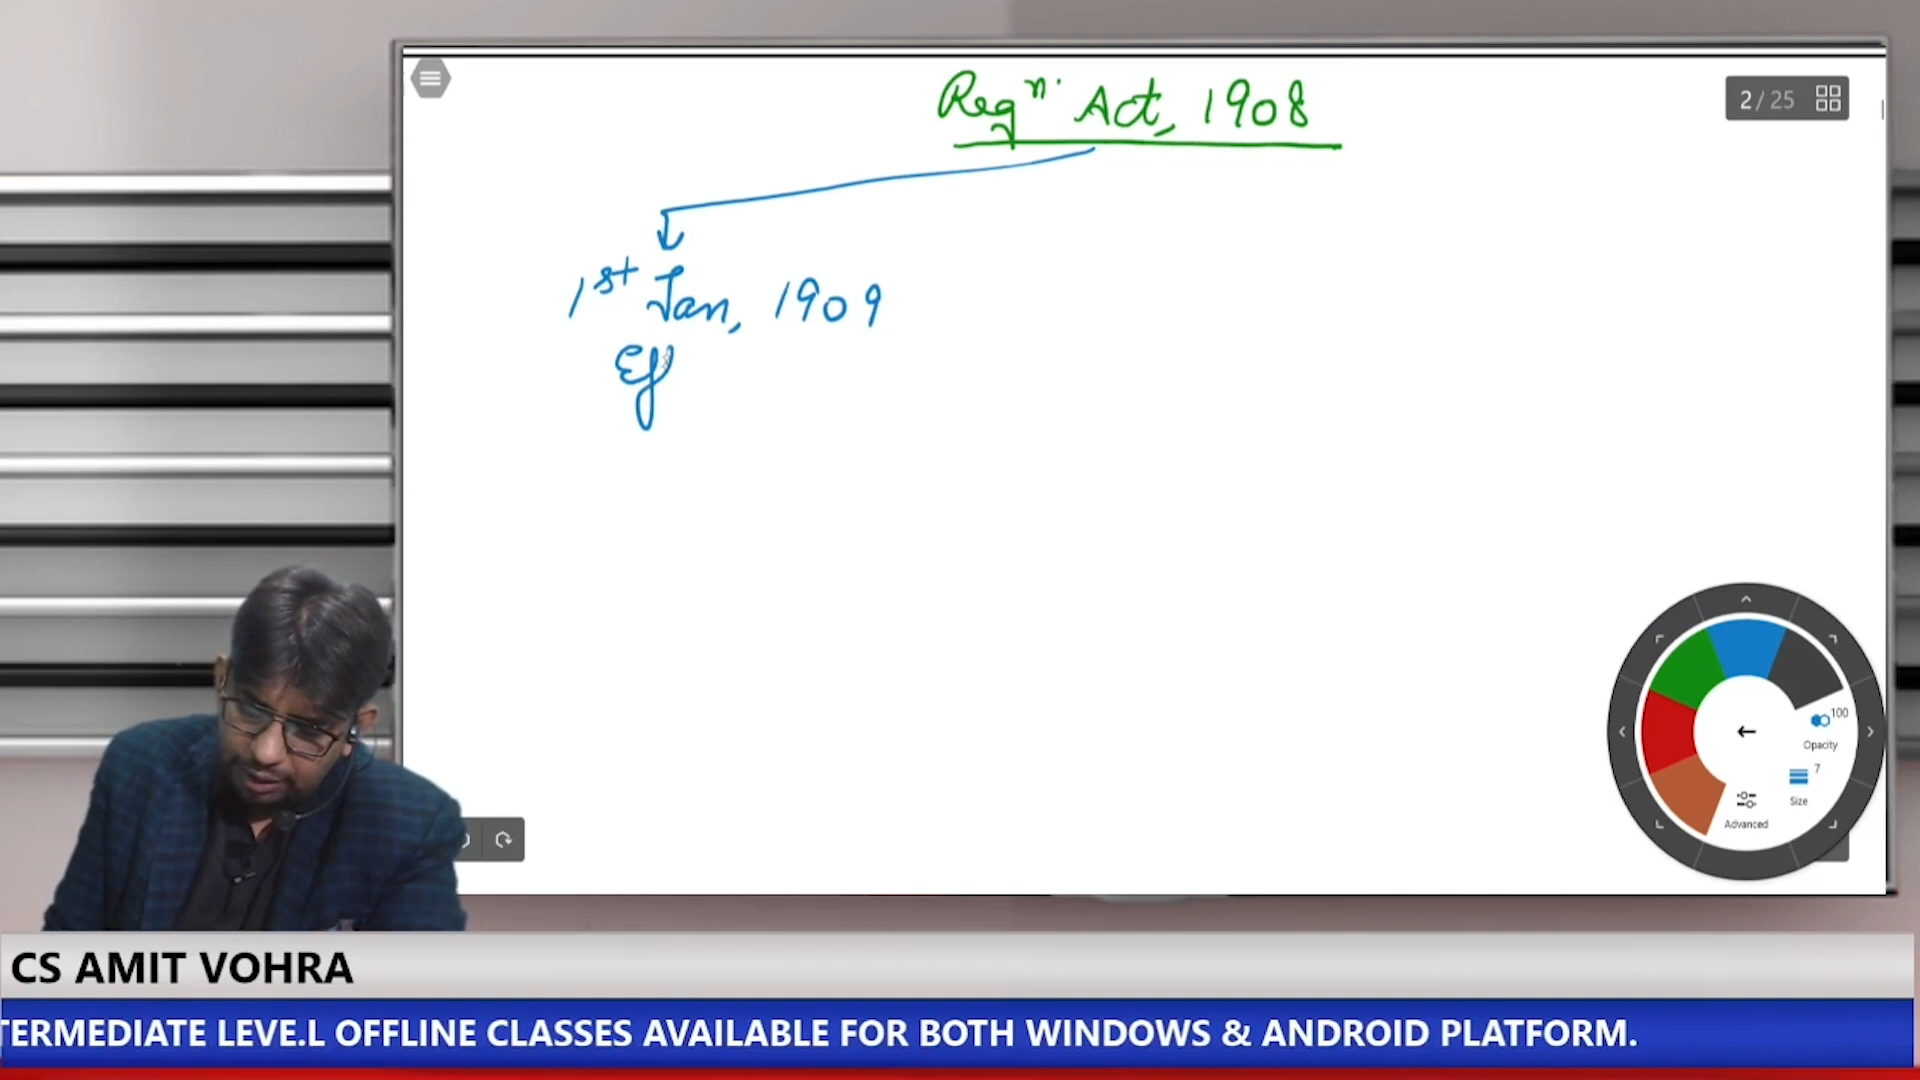 Regn. Act, 1908
2 / 25
1st Jan, 1909
Eff
100
Opacity
7
Size
Advanced
CS AMIT VOHRA
TERMEDIATE LEVE.L OFFLINE CLASSES AVAILABLE FOR BOTH WINDOWS & ANDROID PLATFORM.